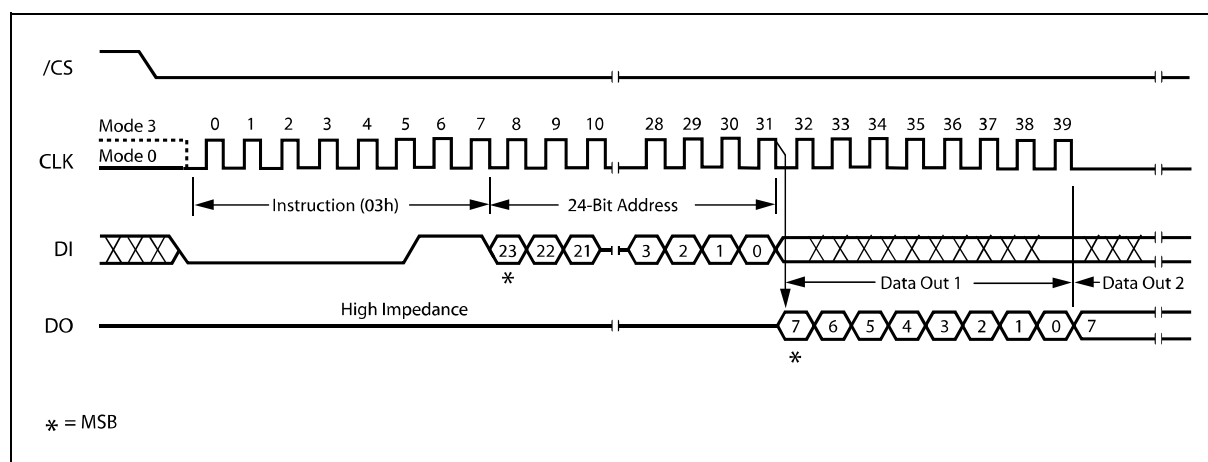 /CS
Mode 3
0 1 2 3 4 5 6 7 8 9 10 28 29 30 31 32 33 34 35 36 37 38 39
CLK
Mode 0
Instruction (03h)
24-Bit Address
DI
23 22 21 3 2 1 0
*
Data Out 1
Data Out 2
High Impedance
DO
7 6 5 4 3 2 1 0 7
*
* = MSB